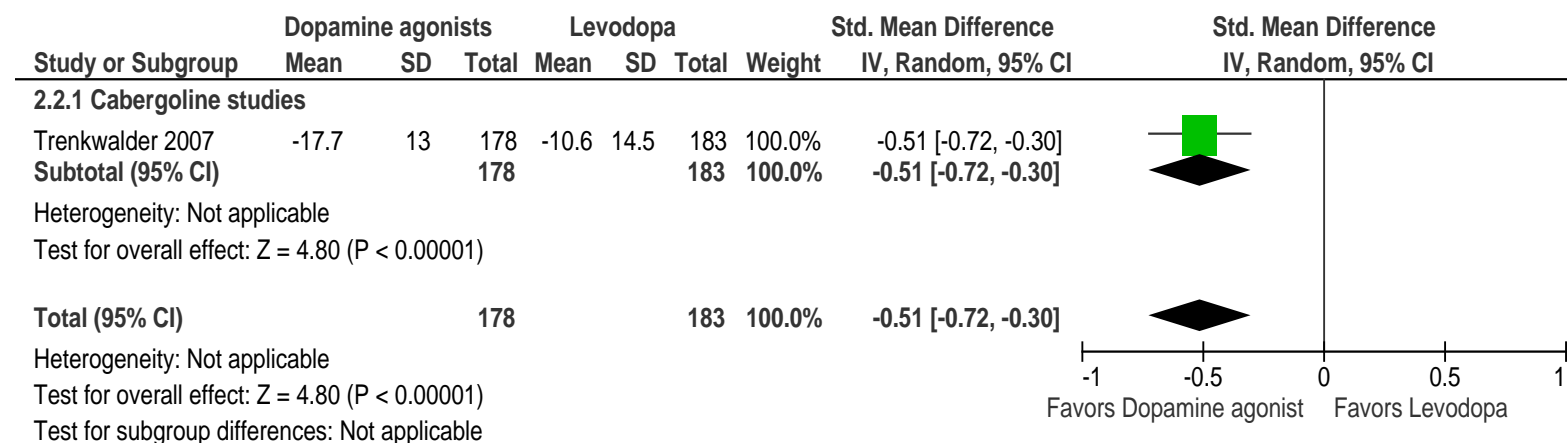 Dopamine agonists Levodopa Std. Mean Difference Std. Mean Difference
Study or Subgroup Mean SD Total Mean SD Total Weight IV, Random, 95% CI IV, Random, 95% CI
2.2.1 Cabergoline studies
Trenkwalder 2007 -17.7 13 178 -10.6 14.5 183 100.0% -0.51 [-0.72, -0.30]
Subtotal (95% CI) 178 183 100.0% -0.51 [-0.72, -0.30]
Heterogeneity: Not applicable
Test for overall effect: Z = 4.80 (P < 0.00001)
Total (95% CI) 178 183 100.0% -0.51 [-0.72, -0.30]
Heterogeneity: Not applicable
Test for overall effect: Z = 4.80 (P < 0.00001)
Test for subgroup differences: Not applicable
-1 -0.5 0 0.5 1
Favors Dopamine agonist Favors Levodopa